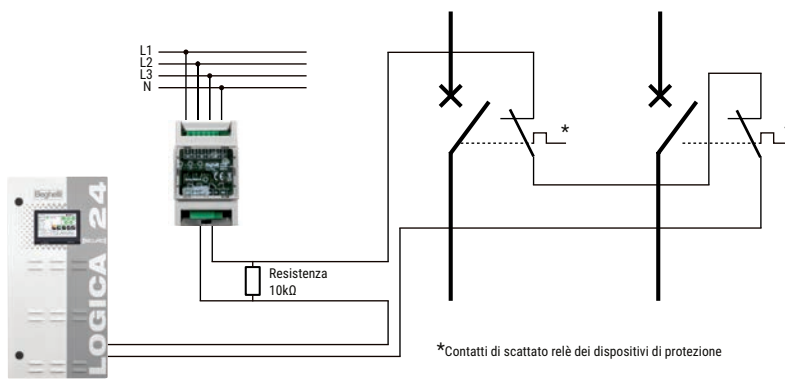 L1
L2
L3
N
*
Beghelli
LOGICA 24
Resistenza
10kΩ
*Contatti di scattato relè dei dispositivi di protezione